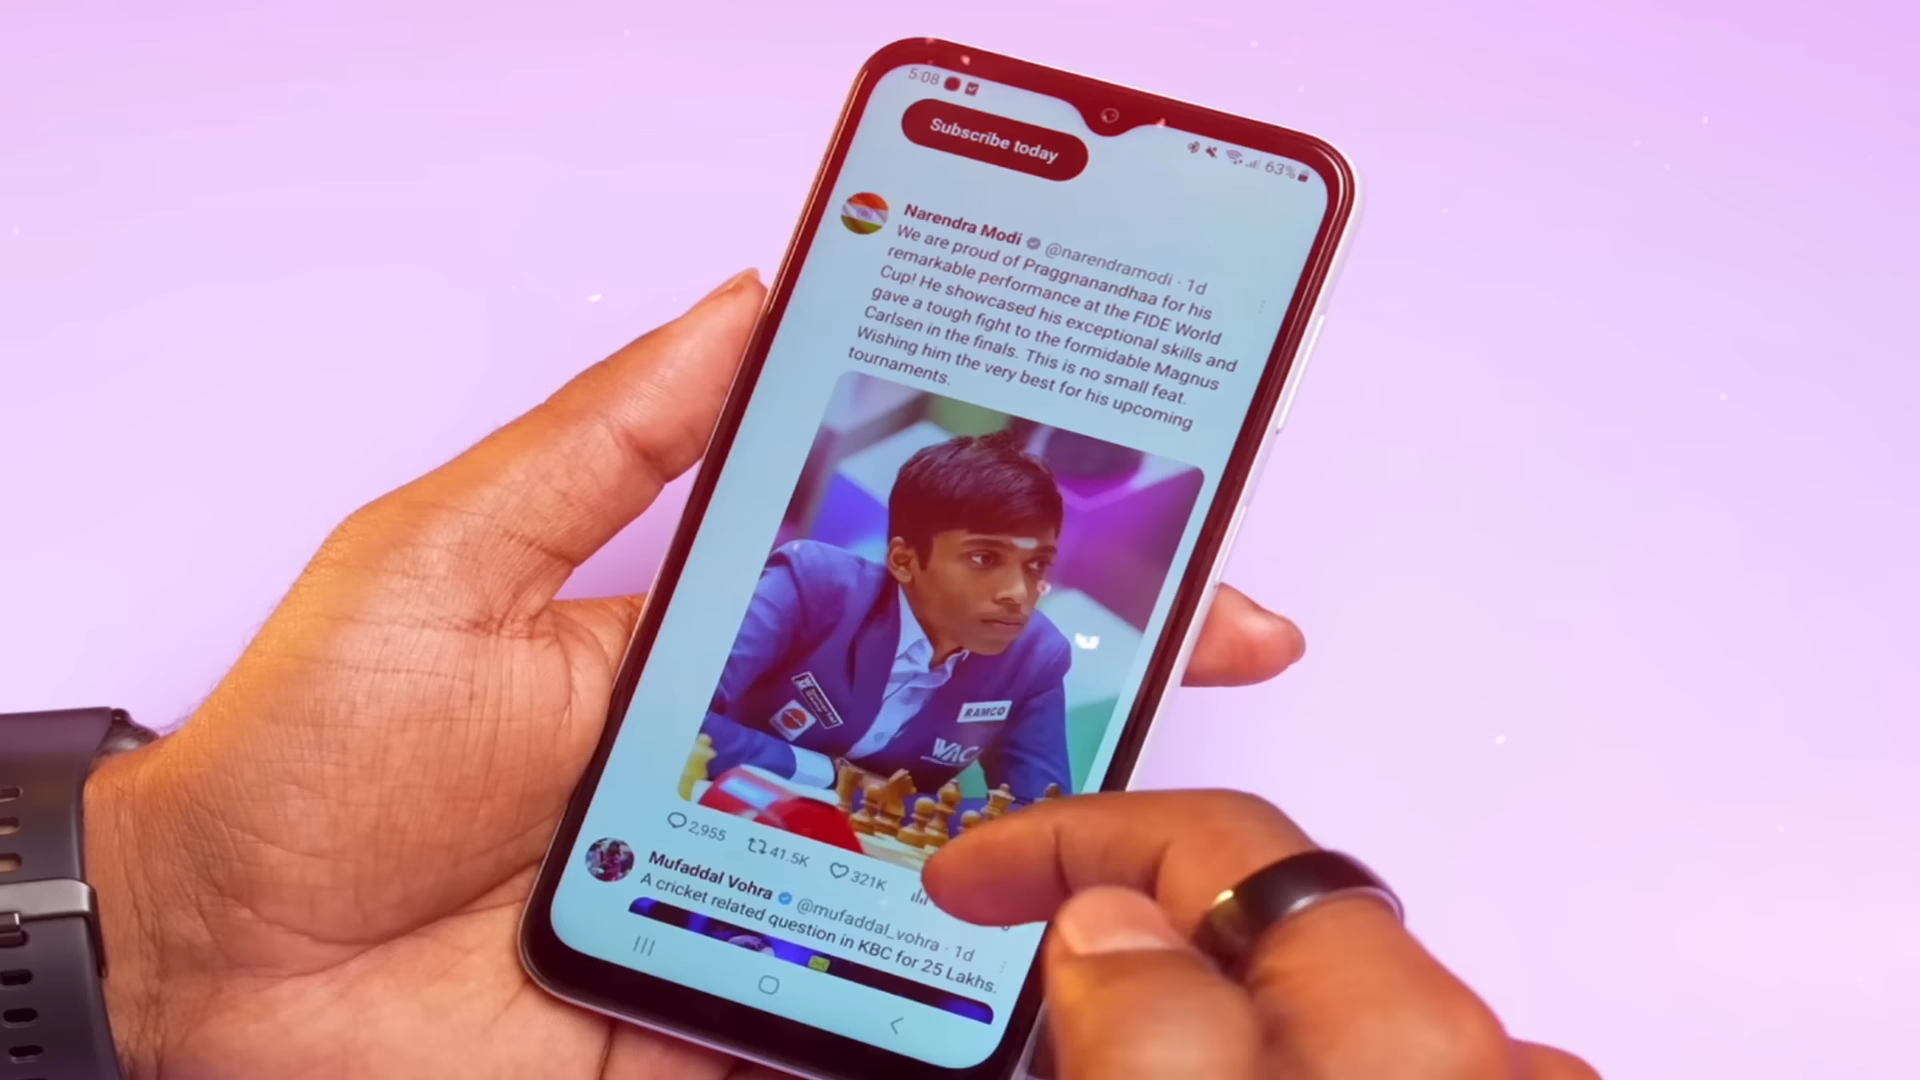 5:08
63%
Subscribe today
Narendra Modi @narendramodi · 1d
We are proud of Praggnanandhaa for his
remarkable performance at the FIDE World
Cup! He showcased his exceptional skills and
gave a tough fight to the formidable Magnus
Carlsen in the finals. This is no small feat.
Wishing him the very best for his upcoming
tournaments.
RAMCO
WAC
2,955 41.5K 321K
Mufaddal Vohra @mufaddal_vohra · 1d
A cricket related question in KBC for 25 Lakhs.